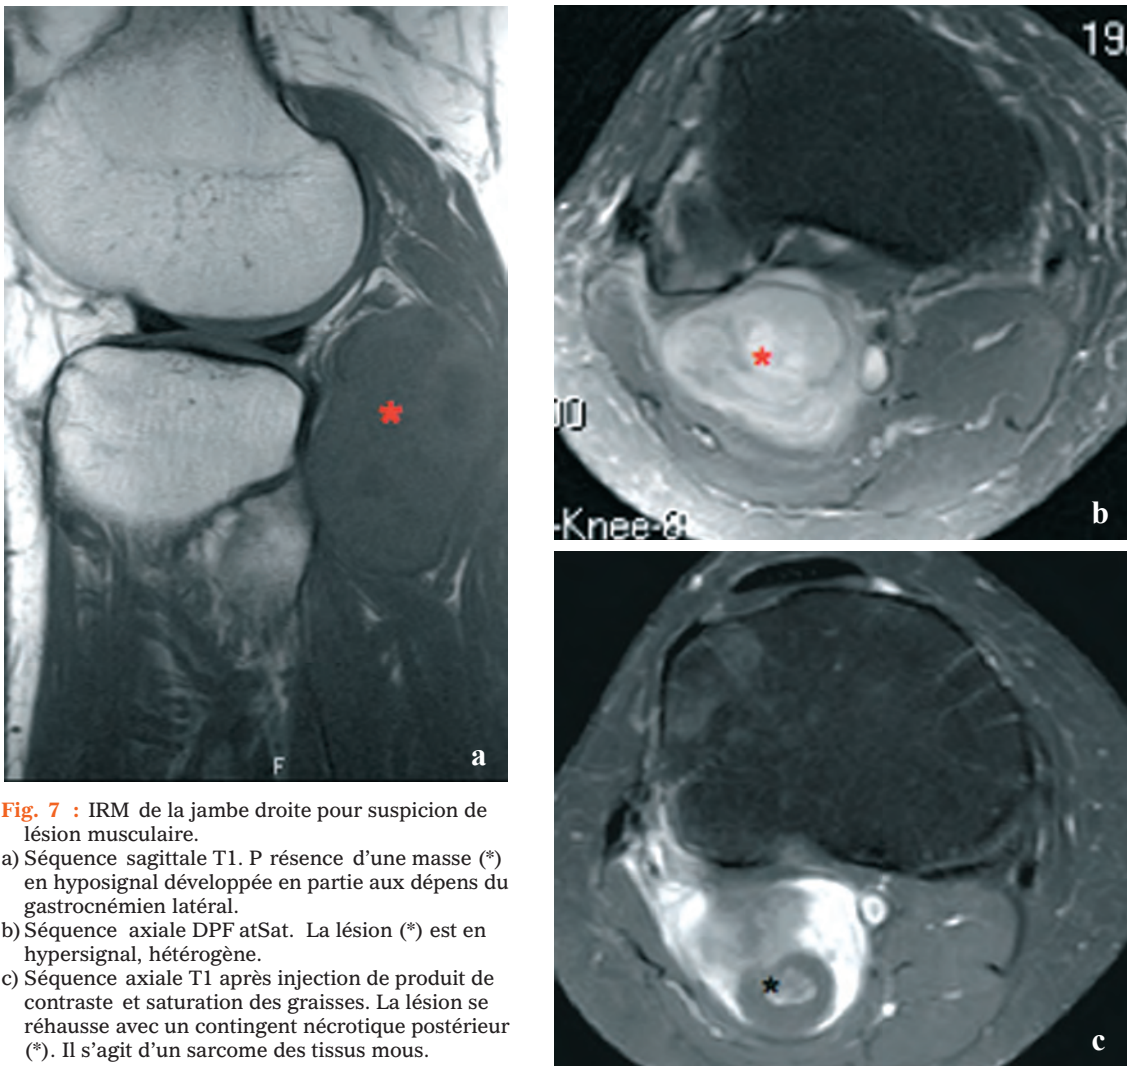 *
F
a
19
*
00
-Knee-8
b
*
c
Fig. 7 : IRM de la jambe droite pour suspicion de
lésion musculaire.
a) Séquence sagittale T1. P résence d'une masse (*)
en hyposignal développée en partie aux dépens du
gastrocnémien latéral.
b) Séquence axiale DPF atSat. La lésion (*) est en
hypersignal, hétérogène.
c) Séquence axiale T1 après injection de produit de
contraste et saturation des graisses. La lésion se
réhausse avec un contingent nécrotique postérieur
(*). Il s'agit d'un sarcome des tissus mous.